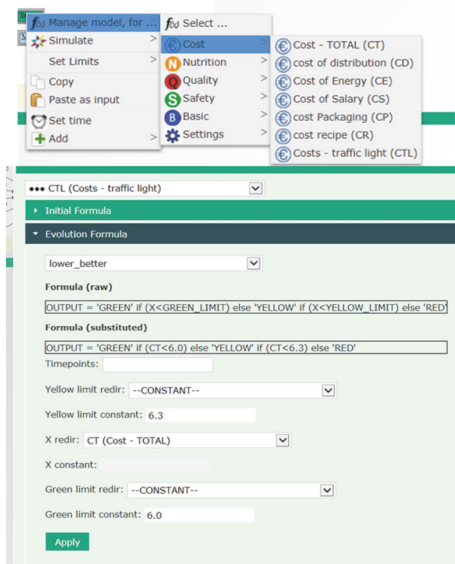 f(x) Manage model, for ...:
Simulate >
Set Limits >
Copy
Paste as input
Set time
Add >
f(x) Select ...
€ Cost >
N Nutrition >
Q Quality >
S Safety >
B Basic >
Settings >
€ Cost - TOTAL (CT)
€ cost of distribution (CD)
€ Cost of Energy (CE)
€ Cost of Salary (CS)
€ cost Packaging (CP)
€ cost recipe (CR)
€ Costs - traffic light (CTL)
••• CTL (Costs - traffic light)
Initial Formula
Evolution Formula
lower_better
Formula (raw)
OUTPUT = 'GREEN' if (X<GREEN_LIMIT) else 'YELLOW' if (X<YELLOW_LIMIT) else 'RED'
Formula (substituted)
OUTPUT = 'GREEN' if (CT<6.0) else 'YELLOW' if (CT<6.3) else 'RED'
Timepoints:
Yellow limit redir: --CONSTANT--
Yellow limit constant: 6.3
X redir: CT (Cost - TOTAL)
X constant:
Green limit redir: --CONSTANT--
Green limit constant: 6.0
Apply